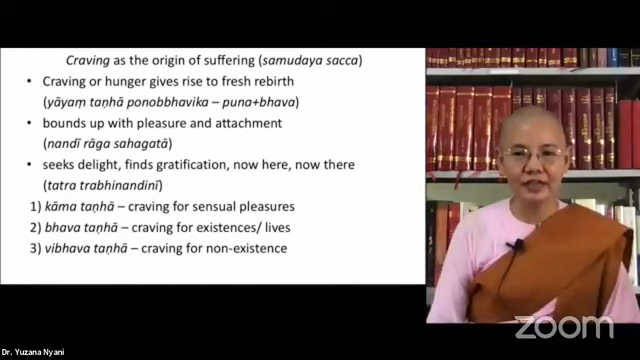 Craving as the origin of suffering (samudaya sacca)
• Craving or hunger gives rise to fresh rebirth
(yāyaṃ taṇhā ponobbhavika – puna+bhava)
• bounds up with pleasure and attachment
(nandī rāga sahagatā)
• seeks delight, finds gratification, now here, now there
(tatra trabhinandinī)
1) kāma taṇhā – craving for sensual pleasures
2) bhava taṇhā – craving for existences/ lives
3) vibhava taṇhā – craving for non-existence
zoom
Dr. Yuzana Nyani